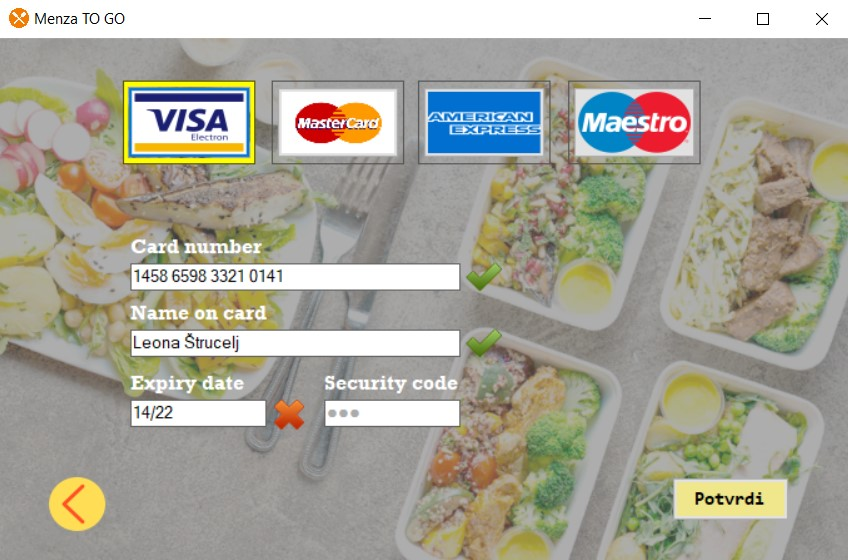 Menza TO GO
VISA
Electron
MasterCard
AMERICAN
EXPRESS
Maestro
Card number
1458 6598 3321 0141
Name on card
Leona Štrucelj
Expiry date Security code
14/22 ●●●
Potvrdi